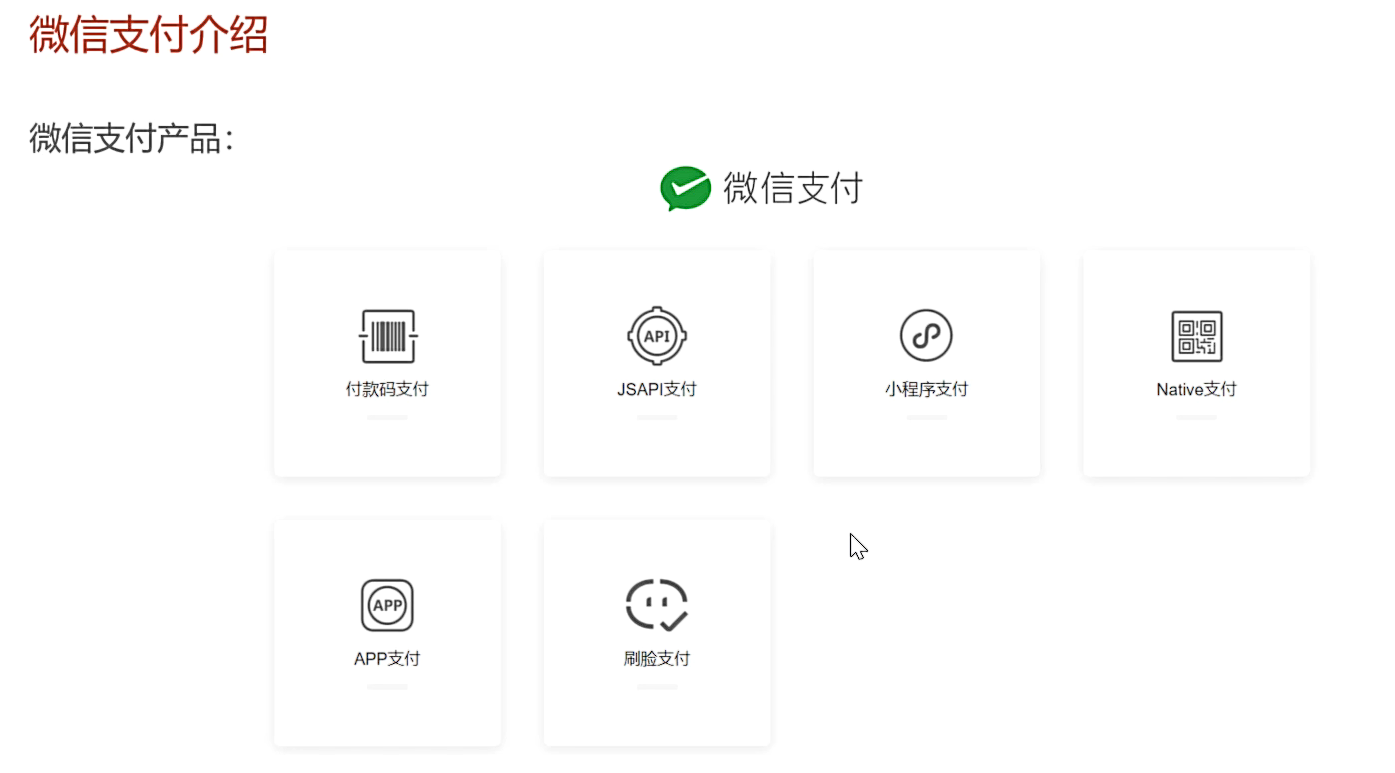 微信支付介绍
微信支付产品：
微信支付
付款码支付
API
JSAPI支付
小程序支付
Native支付
APP
APP支付
刷脸支付